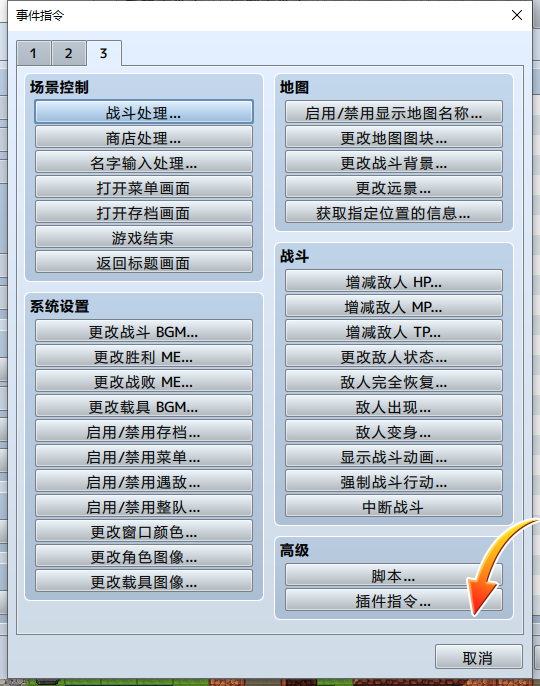 事件指令
1 2 3
场景控制
战斗处理...
商店处理...
名字输入处理...
打开菜单画面
打开存档画面
游戏结束
返回标题画面
系统设置
更改战斗 BGM...
更改胜利 ME...
更改战败 ME...
更改载具 BGM...
启用/禁用存档...
启用/禁用菜单...
启用/禁用遇敌...
启用/禁用整队...
更改窗口颜色...
更改角色图像...
更改载具图像...
地图
启用/禁用显示地图名称...
更改地图图块...
更改战斗背景...
更改远景...
获取指定位置的信息...
战斗
增减敌人 HP...
增减敌人 MP...
增减敌人 TP...
更改敌人状态...
敌人完全恢复...
敌人出现...
敌人变身...
显示战斗动画...
强制战斗行动...
中断战斗
高级
脚本...
插件指令...
取消